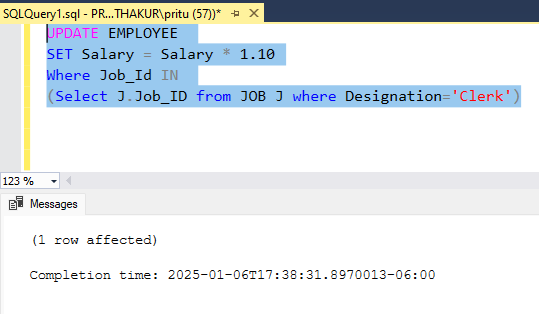 SQLQuery1.sql - PR...THAKUR\pritu (57))*
UPDATE EMPLOYEE
SET Salary = Salary * 1.10
Where Job_Id IN
(Select J.Job_ID from JOB J where Designation='Clerk')
123 %
Messages
(1 row affected)
Completion time: 2025-01-06T17:38:31.8970013-06:00